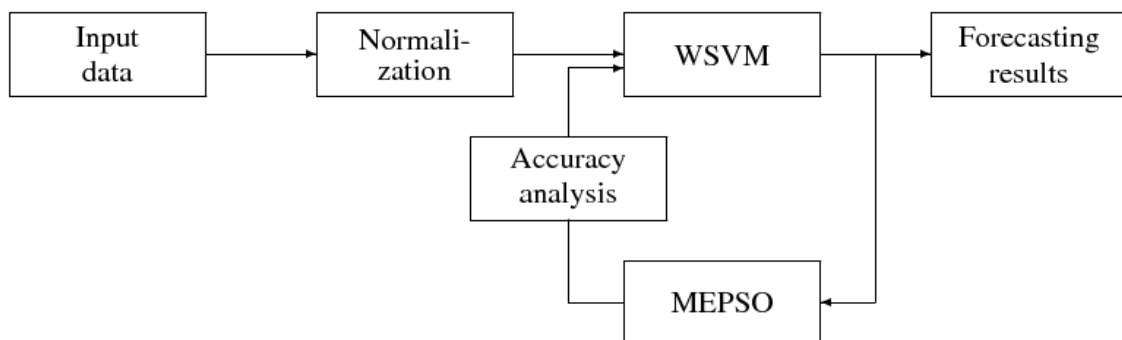 Input
data
Normali-
zation
WSVM
Forecasting
results
Accuracy
analysis
MEPSO